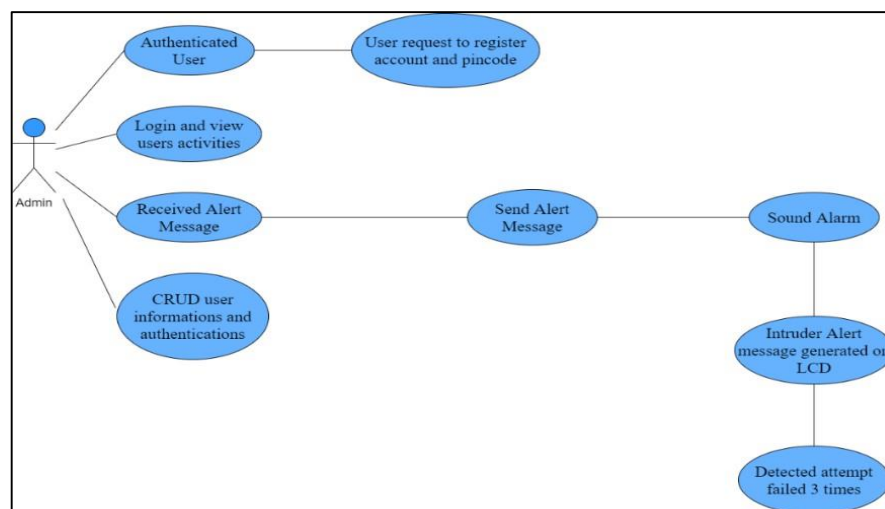 Authenticated
User
User request to register
account and pincode
Login and view
users activities
Admin
Received Alert
Message
Send Alert
Message
Sound Alarm
CRUD user
informations and
authentications
Intruder Alert
message generated on
LCD
Detected attempt
failed 3 times